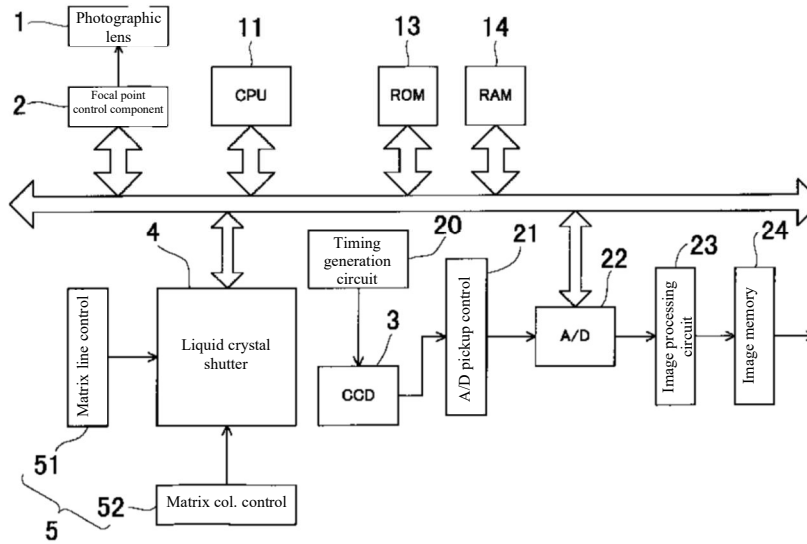 1
Photographic
lens
11
13
14
2
Focal point
control component
CPU
ROM
RAM
4
Timing
generation
circuit
20
21
22
23
24
Matrix line control
Liquid crystal
shutter
3
CCD
A/D pickup control
A/D
Image processing
circuit
Image memory
51
52
Matrix col. control
5